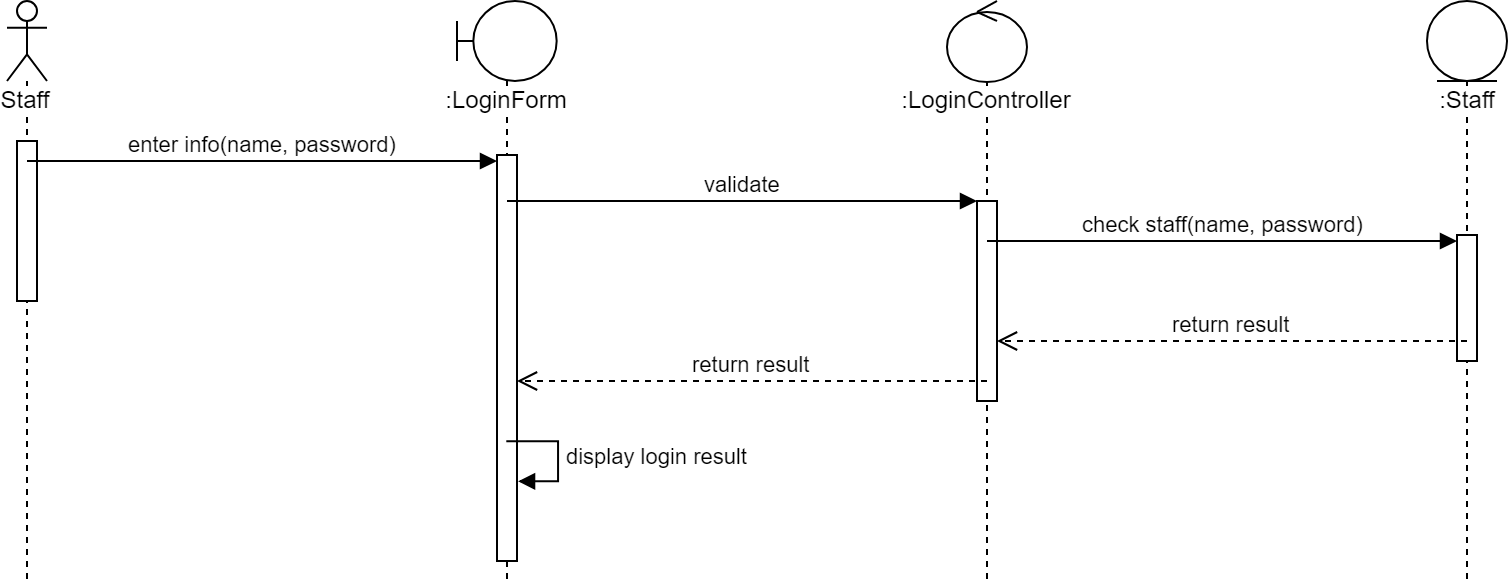 Staff
:LoginForm
:LoginController
:Staff
enter info(name, password)
validate
check staff(name, password)
return result
return result
display login result